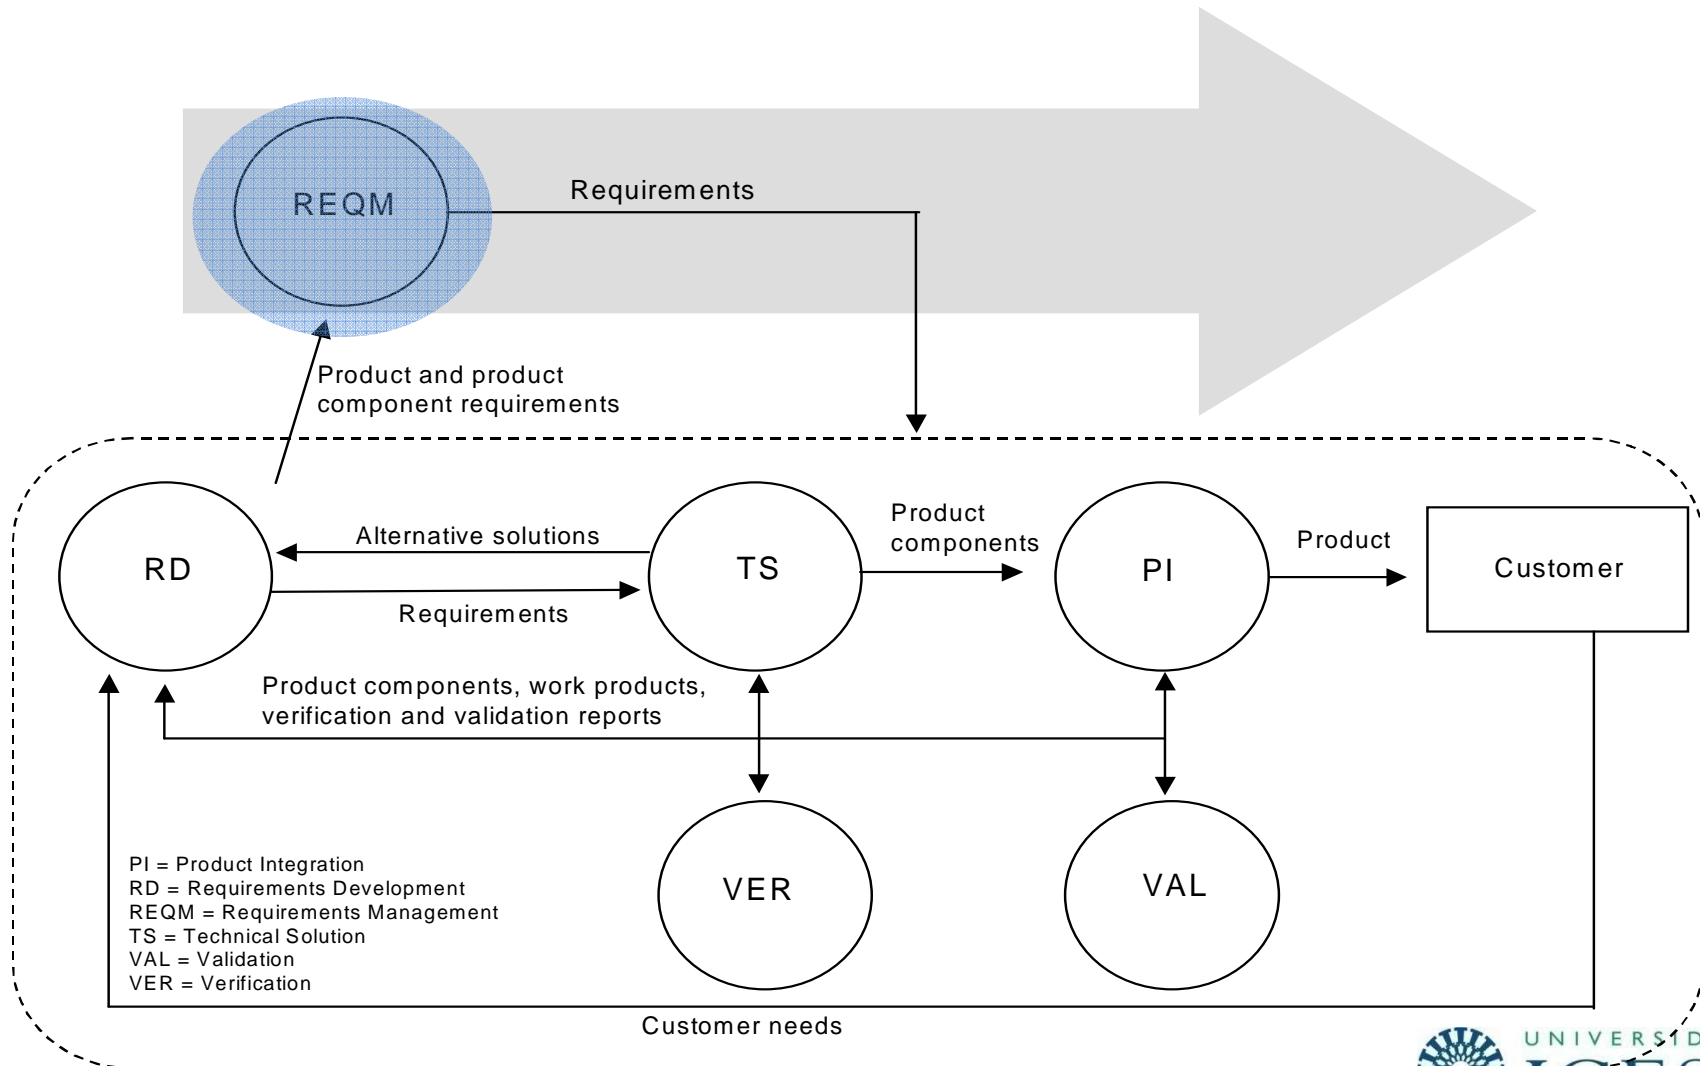 REQM
Requirements
Product and product
component requirements
RD
Alternative solutions
Requirements
TS
Product
components
PI
Product
Customer
Product components, work products,
verification and validation reports
VER
VAL
PI = Product Integration
RD = Requirements Development
REQM = Requirements Management
TS = Technical Solution
VAL = Validation
VER = Verification
Customer needs